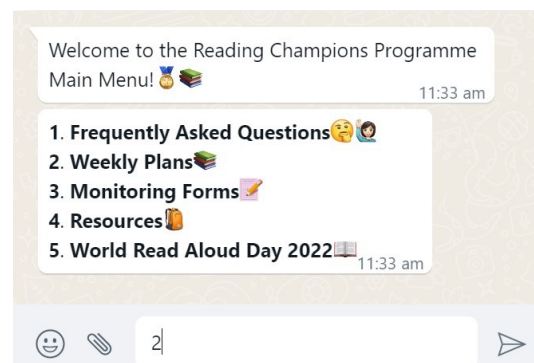 Welcome to the Reading Champions Programme
Main Menu!🏅📚
11:33 am
1. Frequently Asked Questions🤔🙋🏻‍♀️
2. Weekly Plans📚
3. Monitoring Forms📝
4. Resources🎒
5. World Read Aloud Day 2022📖
11:33 am
2